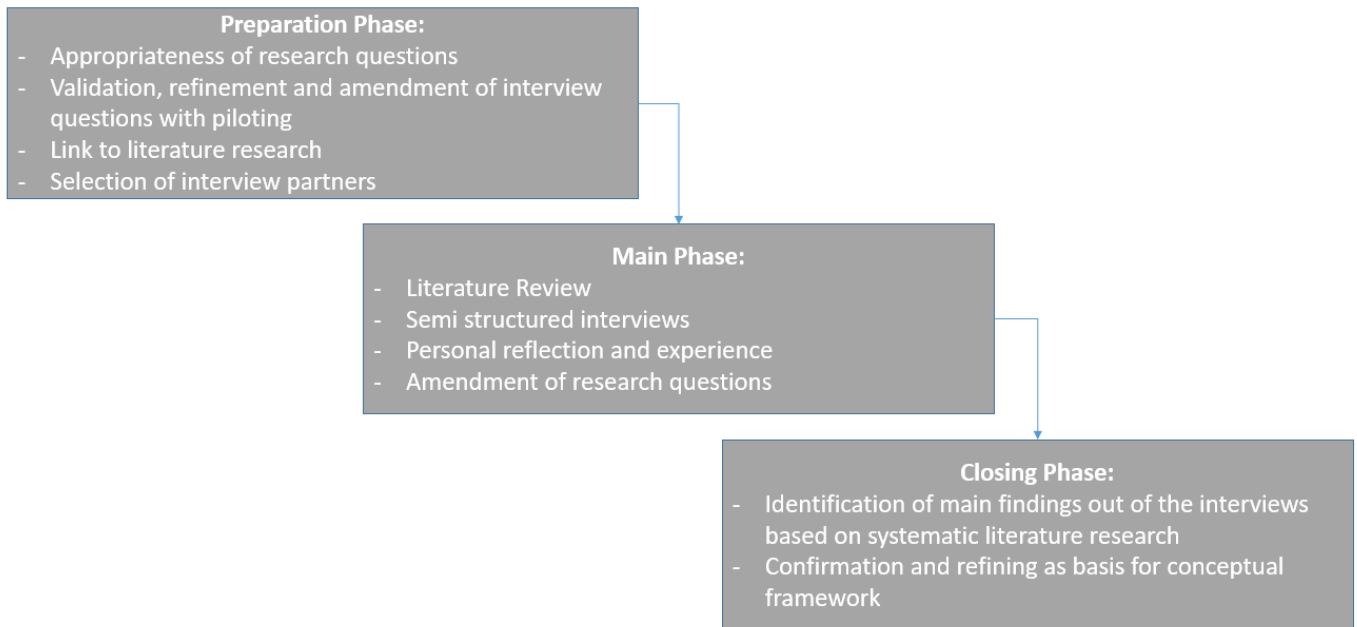 Preparation Phase:
- Appropriateness of research questions
- Validation, refinement and amendment of interview
questions with piloting
- Link to literature research
- Selection of interview partners
Main Phase:
- Literature Review
- Semi structured interviews
- Personal reflection and experience
- Amendment of research questions
Closing Phase:
- Identification of main findings out of the interviews
based on systematic literature research
- Confirmation and refining as basis for conceptual
framework